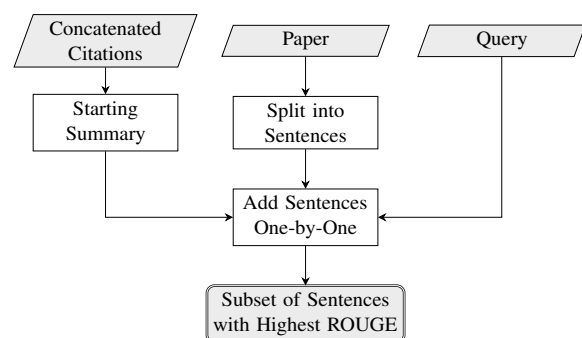 Concatenated
Citations
Paper
Query
Starting
Summary
Split into
Sentences
Add Sentences
One-by-One
Subset of Sentences
with Highest ROUGE